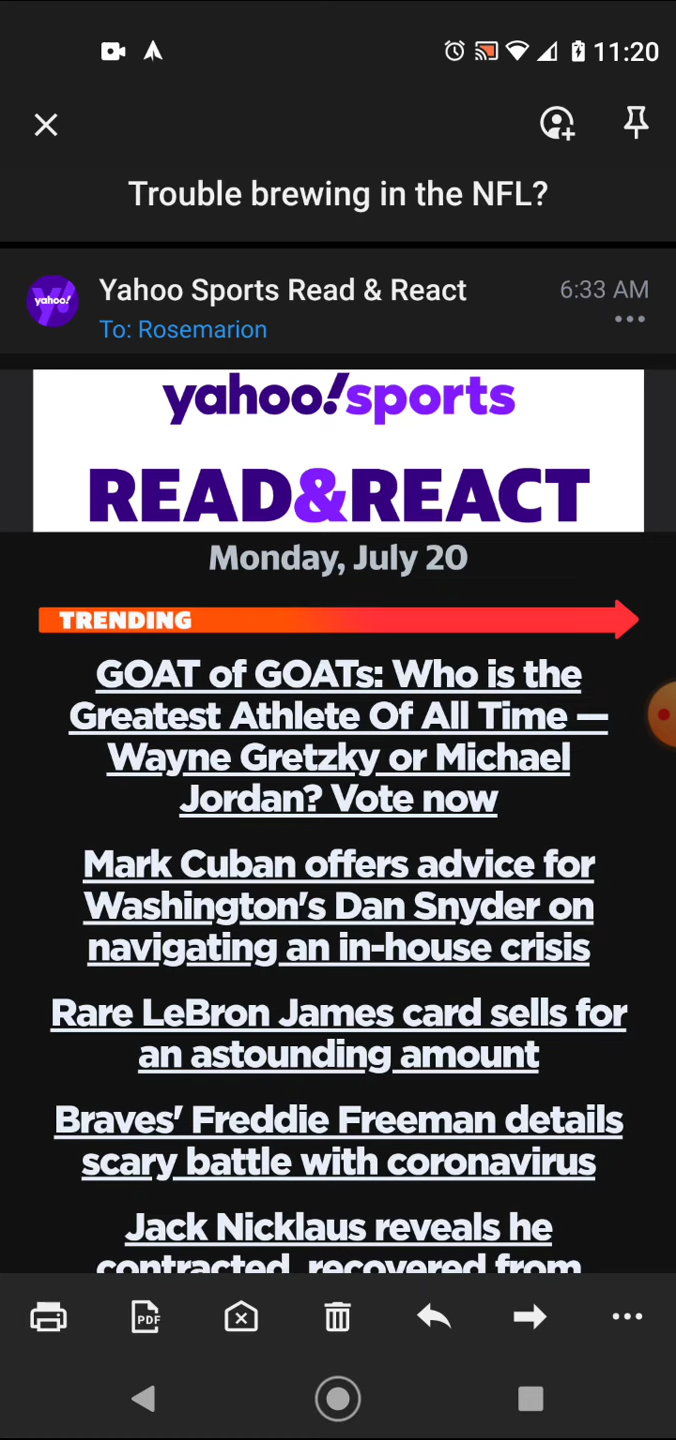 11:20
Trouble brewing in the NFL?
yahoo!
Yahoo Sports Read & React
6:33 AM
To: Rosemarion
yahoo!sports
READ&REACT
Monday, July 20
TRENDING
GOAT of GOATs: Who is the
Greatest Athlete Of All Time —
Wayne Gretzky or Michael
Jordan? Vote now
Mark Cuban offers advice for
Washington's Dan Snyder on
navigating an in-house crisis
Rare LeBron James card sells for
an astounding amount
Braves' Freddie Freeman details
scary battle with coronavirus
Jack Nicklaus reveals he
contracted, recovered from
PDF